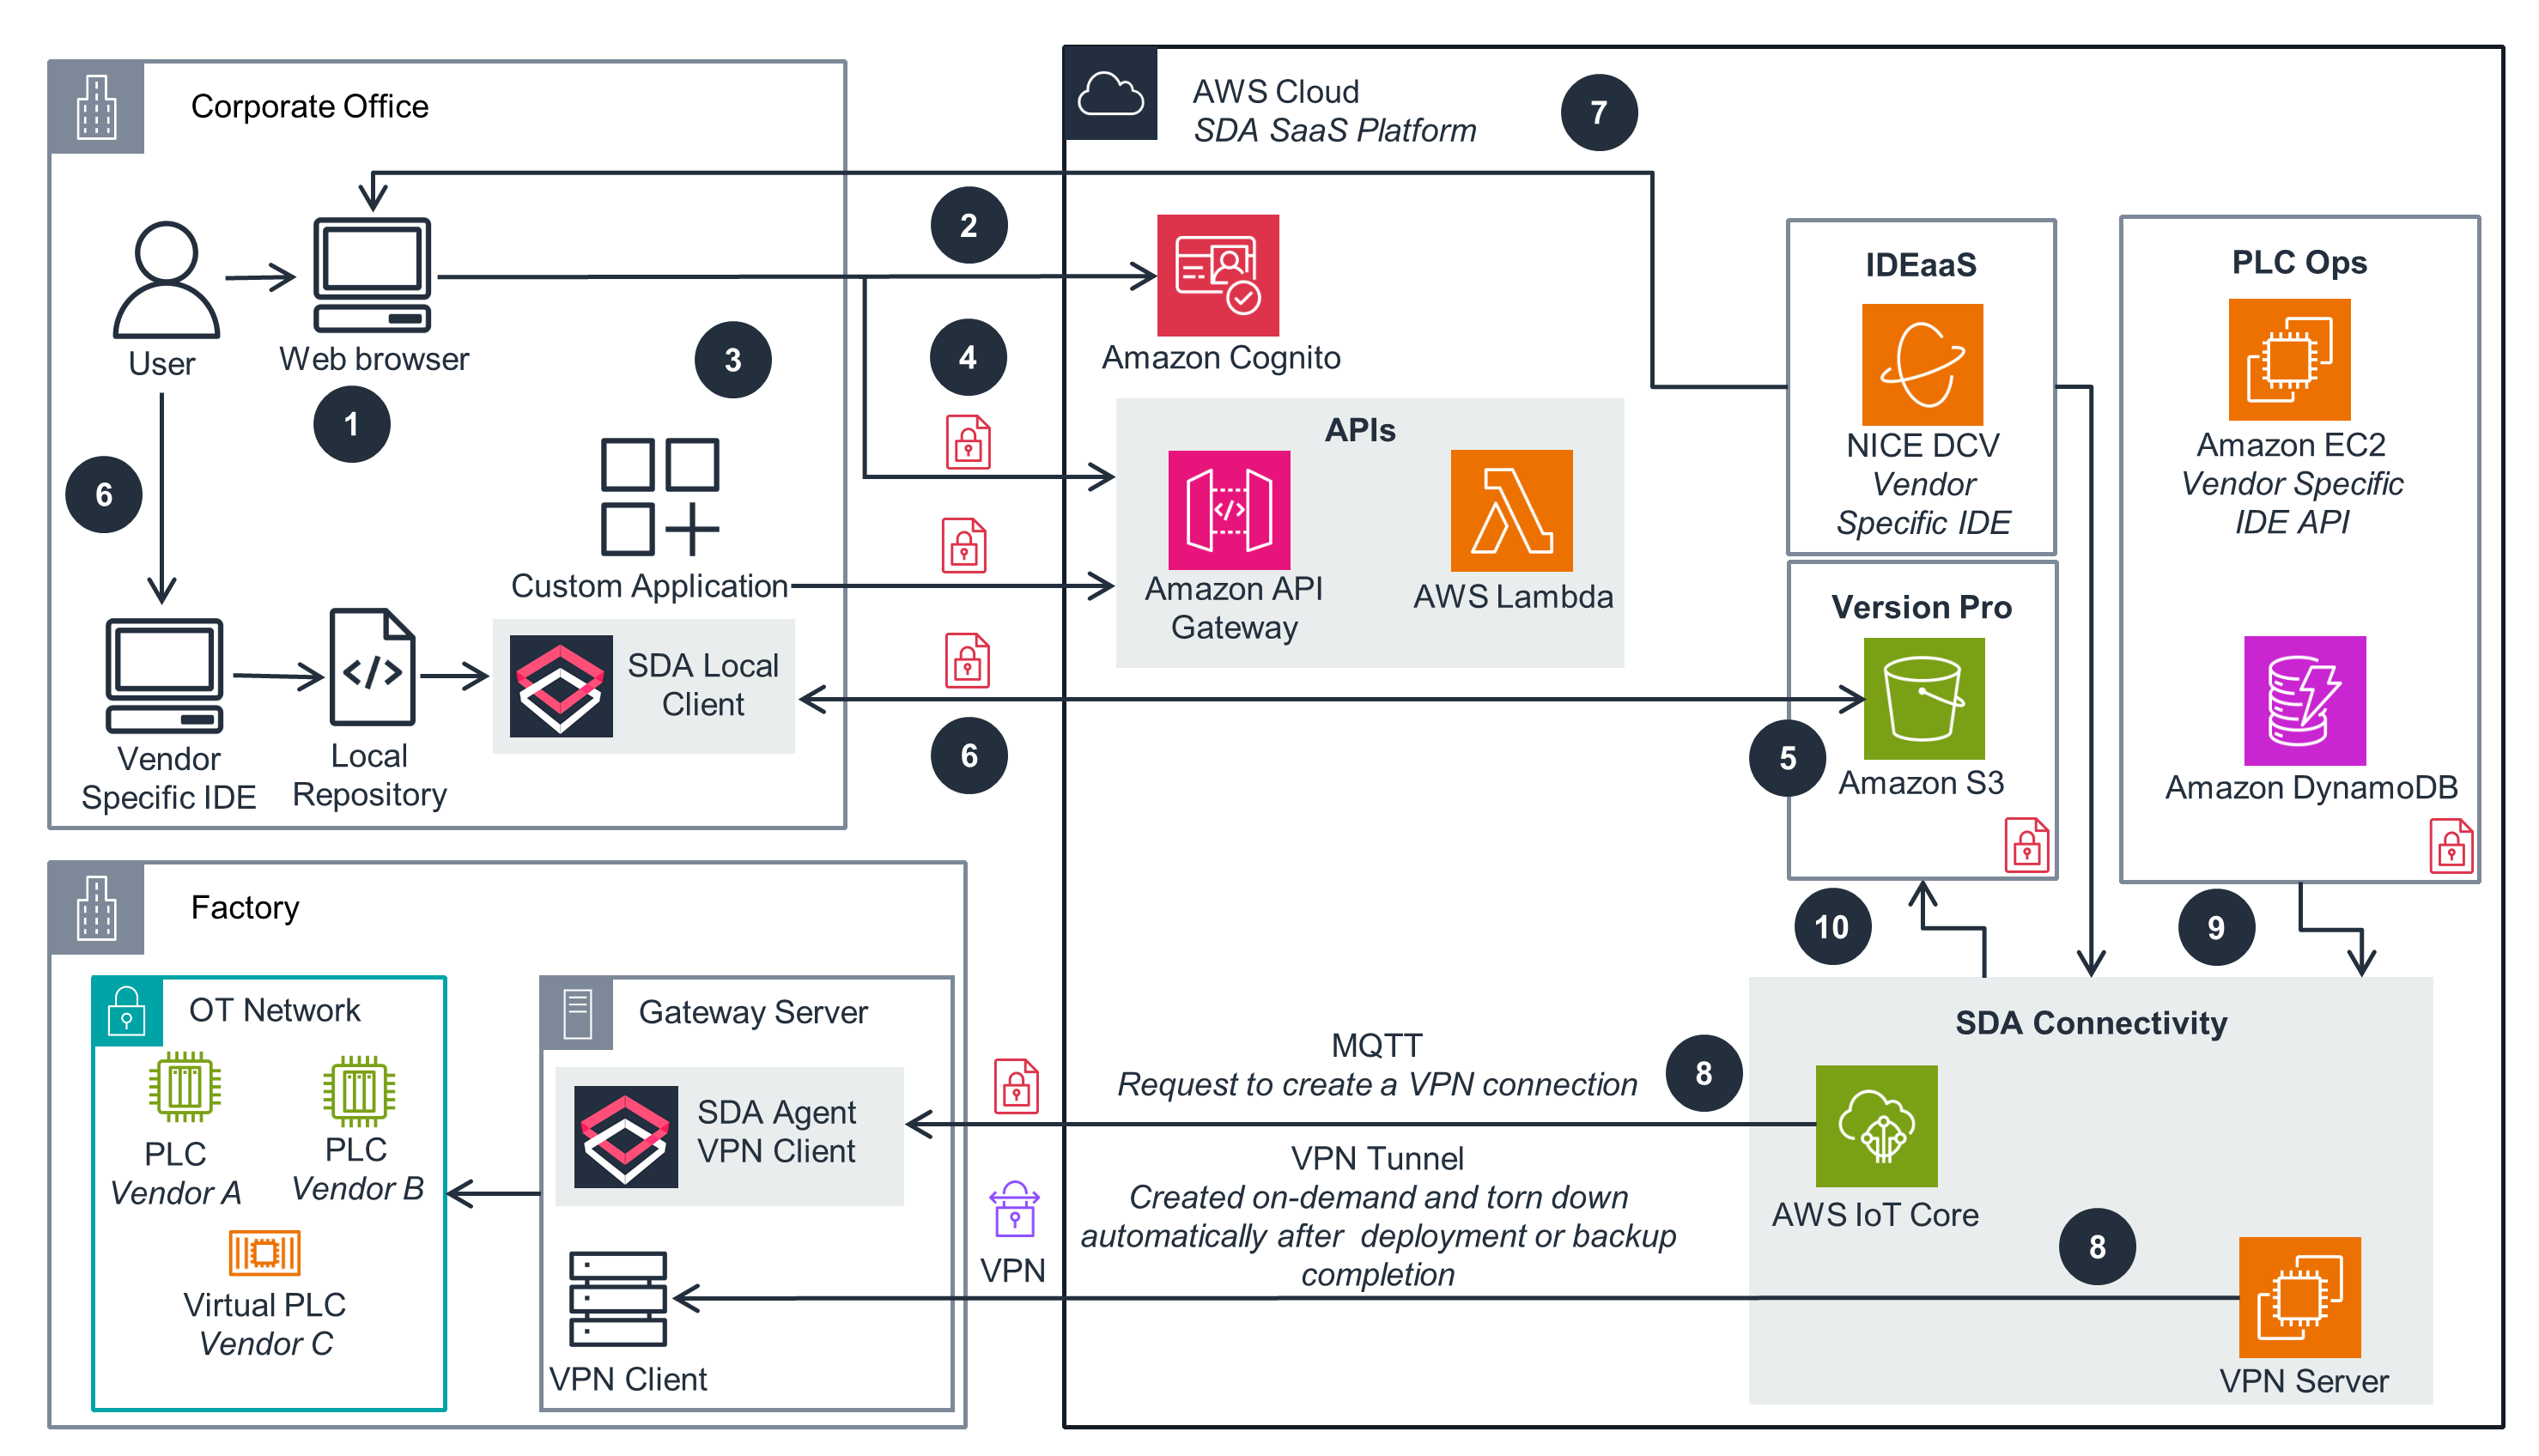 Corporate Office
User
Web browser
1
2
3
4
6
Custom Application
Vendor
Specific IDE
Local
Repository
SDA Local
Client
6
AWS Cloud
SDA SaaS Platform
7
Amazon Cognito
APIs
Amazon API
Gateway
AWS Lambda
IDEaaS
NICE DCV
Vendor
Specific IDE
Version Pro
5
Amazon S3
PLC Ops
Amazon EC2
Vendor Specific
IDE API
Amazon DynamoDB
10
9
Factory
OT Network
PLC
Vendor A
PLC
Vendor B
Virtual PLC
Vendor C
Gateway Server
SDA Agent
VPN Client
VPN Client
VPN
MQTT
Request to create a VPN connection
8
VPN Tunnel
Created on-demand and torn down
automatically after deployment or backup
completion
SDA Connectivity
AWS IoT Core
8
VPN Server